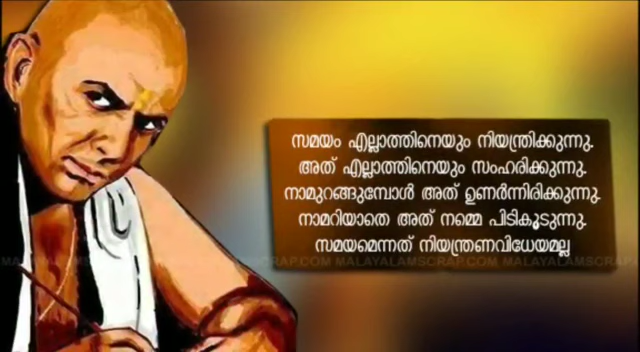 സമയം എല്ലാത്തിനെയും നിയന്ത്രിക്കുന്നു.
അത് എല്ലാത്തിനെയും സംഹരിക്കുന്നു.
നാമുറങ്ങുമ്പോൾ അത് ഉണർന്നിരിക്കുന്നു.
നാമറിയാതെ അത് നമ്മെ പിടികൂടുന്നു.
സമയമെന്നത് നിയന്ത്രണവിധേയമല്ല
MALAYALAMSCRAP.COM MALAYALAMSCRAP.COM MALAYALAMSCRAP